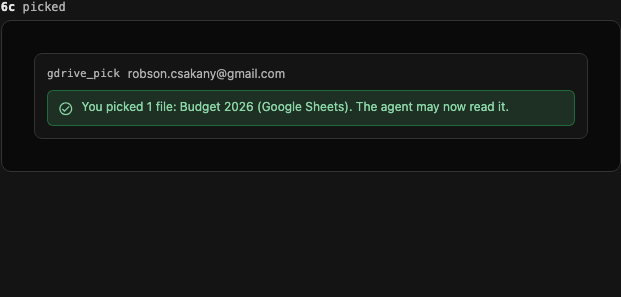 6c picked
gdrive_pick robson.csakany@gmail.com
You picked 1 file: Budget 2026 (Google Sheets). The agent may now read it.